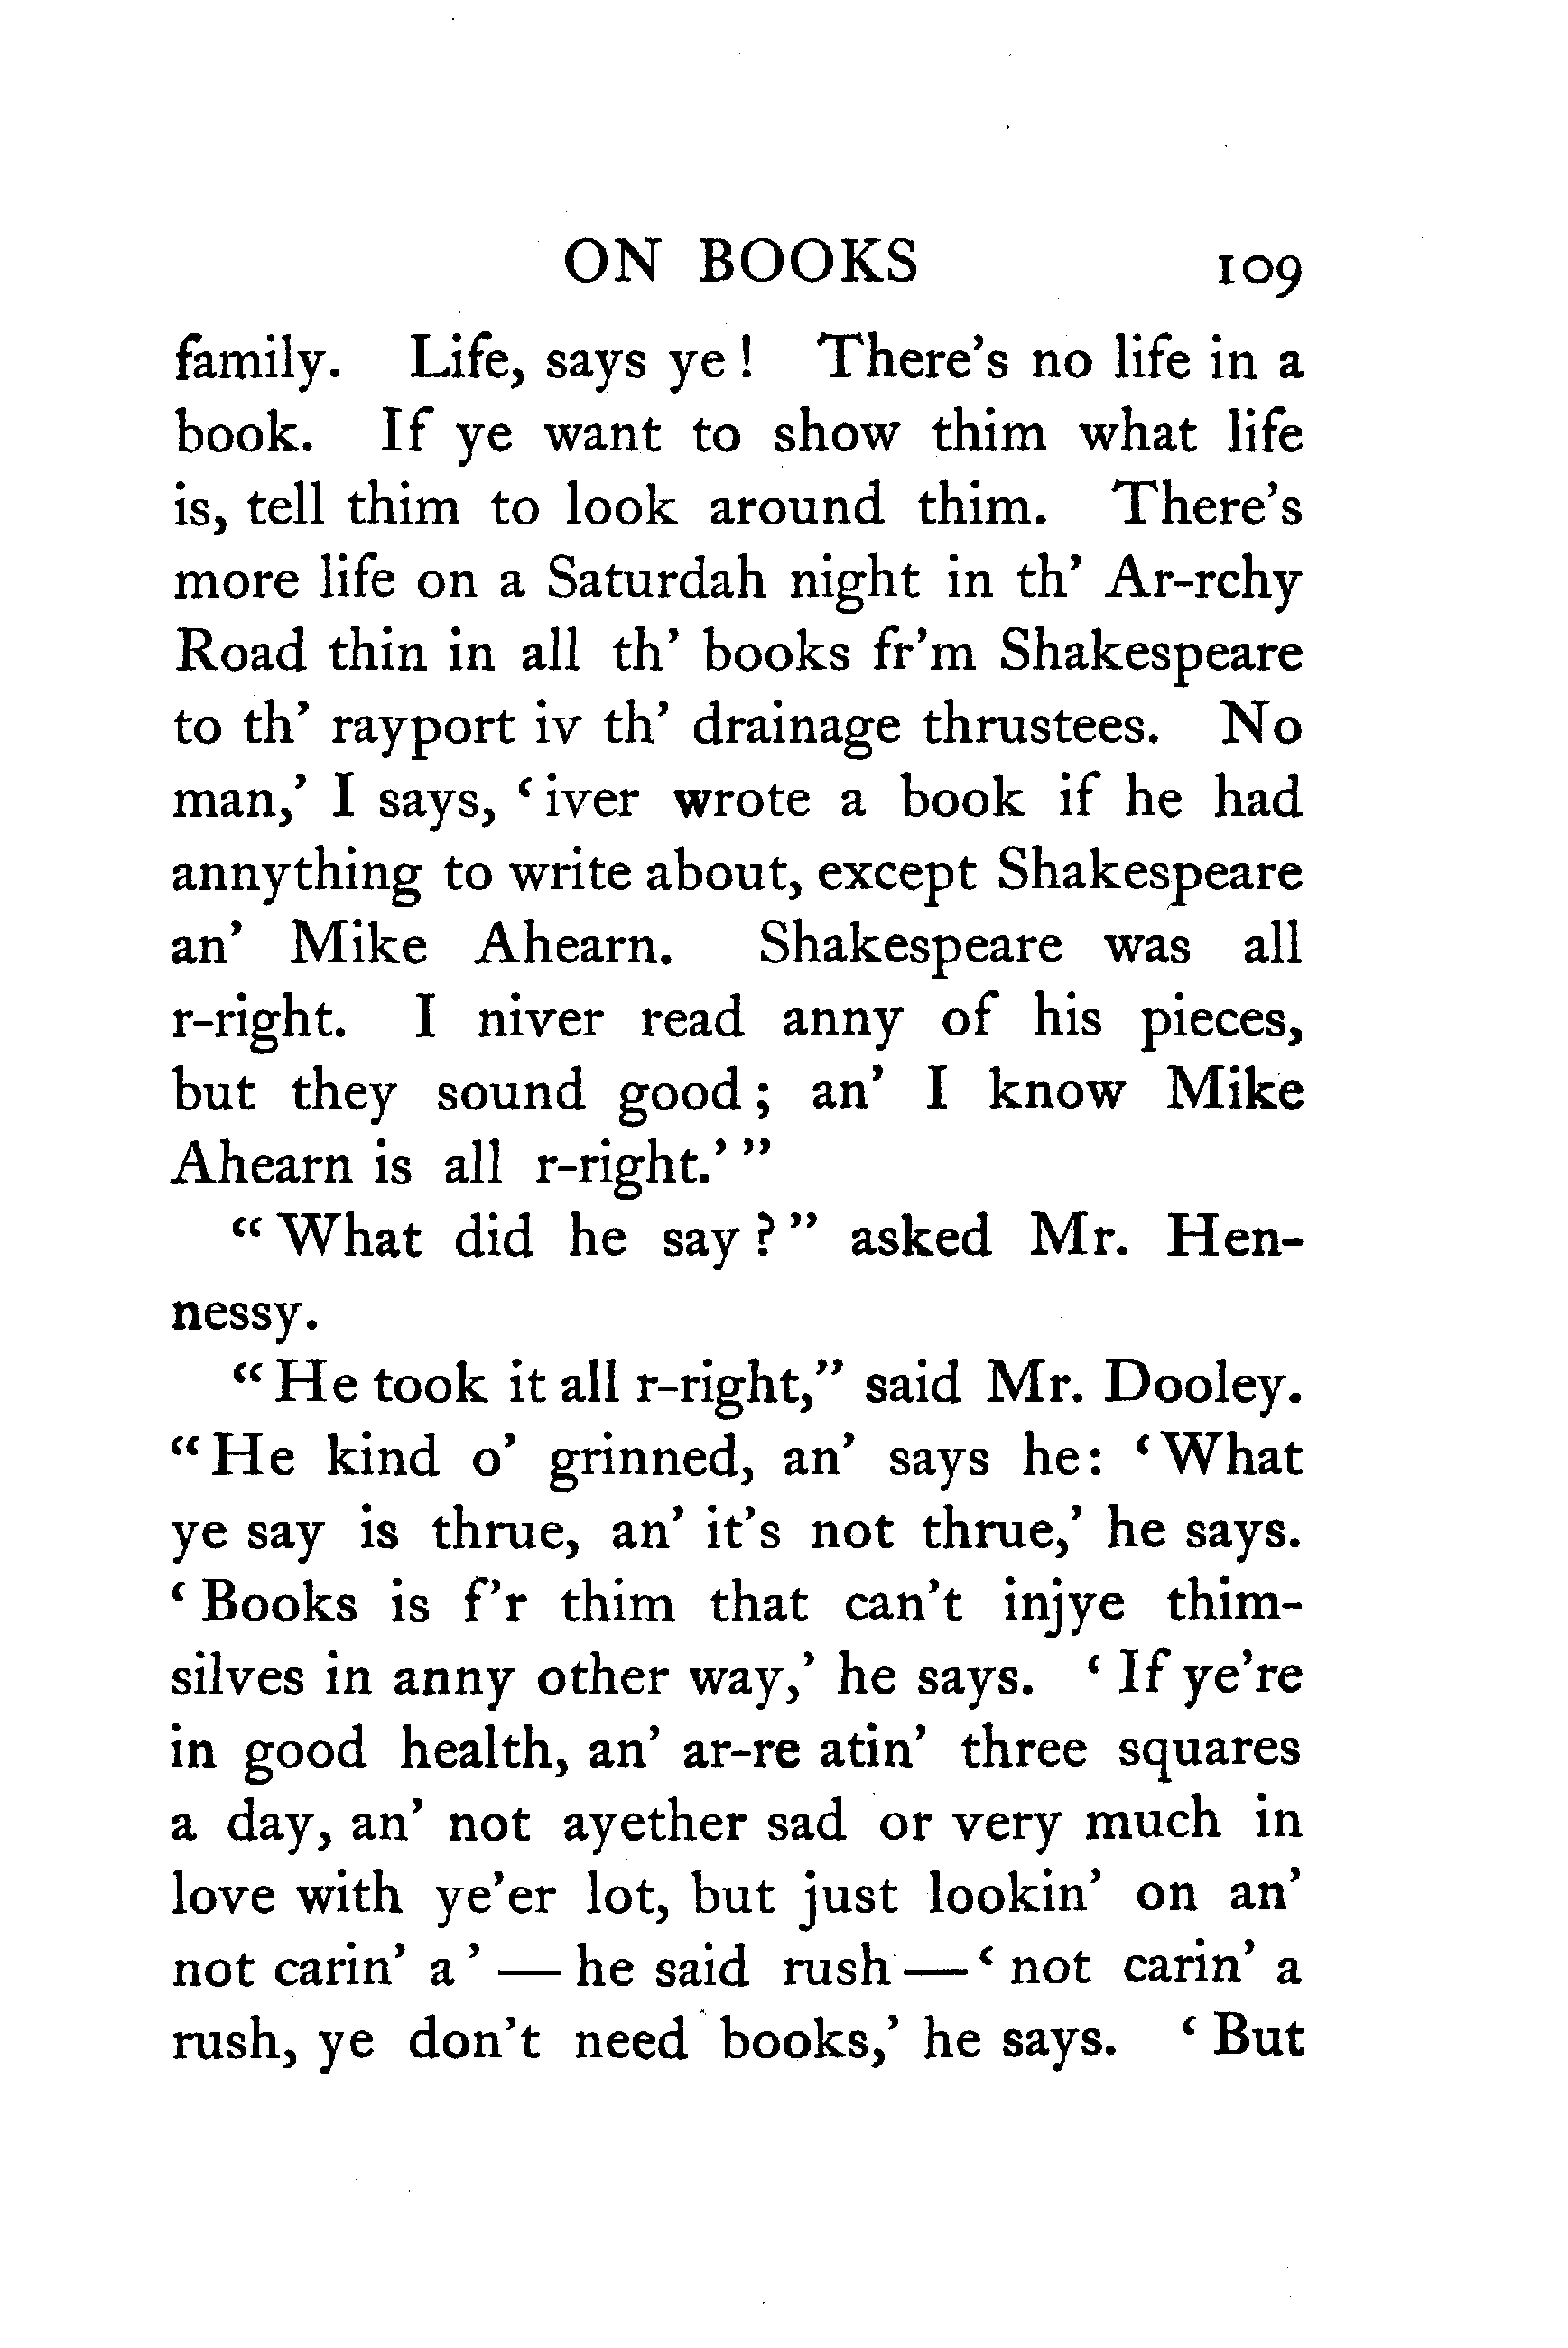 ON BOOKS 109
family. Life, says ye! There's no life in a
book. If ye want to show thim what life
is, tell thim to look around thim. There's
more life on a Saturdah night in th' Ar-rchy
Road thin in all th' books fr'm Shakespeare
to th' rayport iv th' drainage thrustees. No
man,' I says, 'iver wrote a book if he had
annything to write about, except Shakespeare
an' Mike Ahearn. Shakespeare was all
r-right. I niver read anny of his pieces,
but they sound good; an' I know Mike
Ahearn is all r-right.' "
"What did he say?" asked Mr. Hen-
nessy.
"He took it all r-right," said Mr. Dooley.
"He kind o' grinned, an' says he: 'What
ye say is thrue, an' it's not thrue,' he says.
'Books is f'r thim that can't injye thim-
silves in anny other way,' he says. 'If ye're
in good health, an' ar-re atin' three squares
a day, an' not ayether sad or very much in
love with ye'er lot, but just lookin' on an'
not carin' a' — he said rush — 'not carin' a
rush, ye don't need books,' he says. 'But